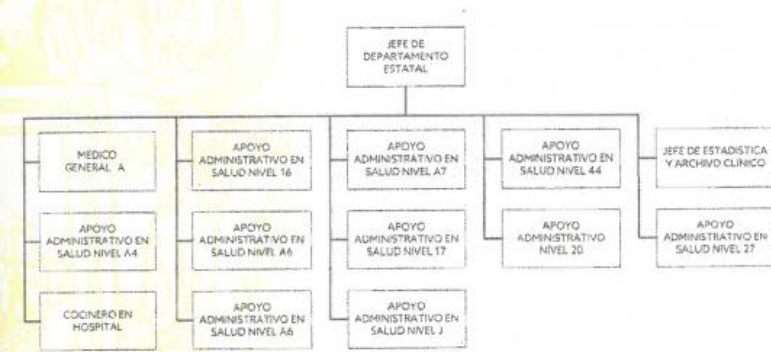 JEFE DE
DEPARTAMENTO
ESTATAL
MEDICO
GENERAL A
APOYO
ADMINISTRATIVO EN
SALUD NIVEL 16
APOYO
ADMINISTRATIVO EN
SALUD NIVEL A7
APOYO
ADMINISTRATIVO EN
SALUD NIVEL 44
JEFE DE ESTADISTICA
Y ARCHIVO CLÍNICO
APOYO
ADMINISTRATIVO EN
SALUD NIVEL A4
APOYO
ADMINISTRATIVO EN
SALUD NIVEL A6
APOYO
ADMINISTRATIVO EN
SALUD NIVEL 17
APOYO
ADMINISTRATIVO
NIVEL 20
APOYO
ADMINISTRATIVO EN
SALUD NIVEL 27
COCINERO EN
HOSPITAL
APOYO
ADMINISTRATIVO EN
SALUD NIVEL A6
APOYO
ADMINISTRATIVO EN
SALUD NIVEL J